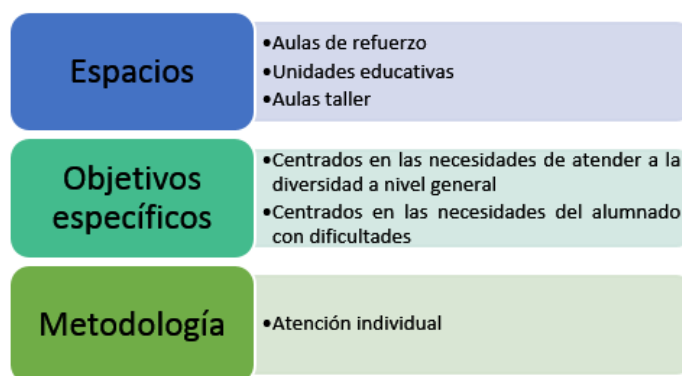 Espacios
•Aulas de refuerzo
•Unidades educativas
•Aulas taller
Objetivos
específicos
•Centrados en las necesidades de atender a la
diversidad a nivel general
•Centrados en las necesidades del alumnado
con dificultades
Metodología
•Atención individual